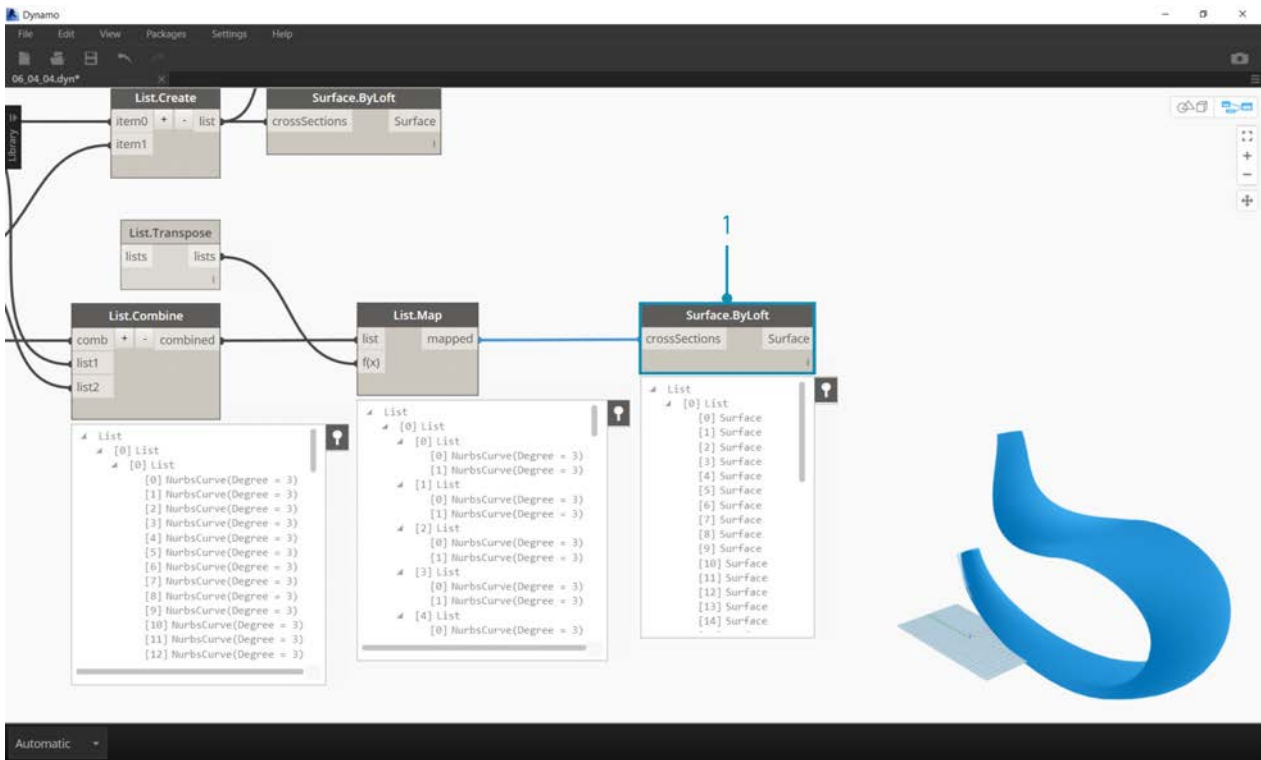 Dynamo
File Edit View Packages Settings Help
06_04_04.dyn*
Library
List.Create
item0 + - list
item1
Surface.ByLoft
crossSections Surface
List.Transpose
lists lists
List.Combine
comb + - combined
list1
list2
List
[0] List
[0] List
[0] NurbsCurve(Degree = 3)
[1] NurbsCurve(Degree = 3)
[2] NurbsCurve(Degree = 3)
[3] NurbsCurve(Degree = 3)
[4] NurbsCurve(Degree = 3)
[5] NurbsCurve(Degree = 3)
[6] NurbsCurve(Degree = 3)
[7] NurbsCurve(Degree = 3)
[8] NurbsCurve(Degree = 3)
[9] NurbsCurve(Degree = 3)
[10] NurbsCurve(Degree = 3)
[11] NurbsCurve(Degree = 3)
[12] NurbsCurve(Degree = 3)
List.Map
list mapped
f(x)
List
[0] List
[0] List
[0] NurbsCurve(Degree = 3)
[1] NurbsCurve(Degree = 3)
[1] List
[0] NurbsCurve(Degree = 3)
[1] NurbsCurve(Degree = 3)
[2] List
[0] NurbsCurve(Degree = 3)
[1] NurbsCurve(Degree = 3)
[3] List
[0] NurbsCurve(Degree = 3)
[1] NurbsCurve(Degree = 3)
[4] List
[0] NurbsCurve(Degree = 3)
1
Surface.ByLoft
crossSections Surface
List
[0] List
[0] Surface
[1] Surface
[2] Surface
[3] Surface
[4] Surface
[5] Surface
[6] Surface
[7] Surface
[8] Surface
[9] Surface
[10] Surface
[11] Surface
[12] Surface
[13] Surface
[14] Surface
Automatic